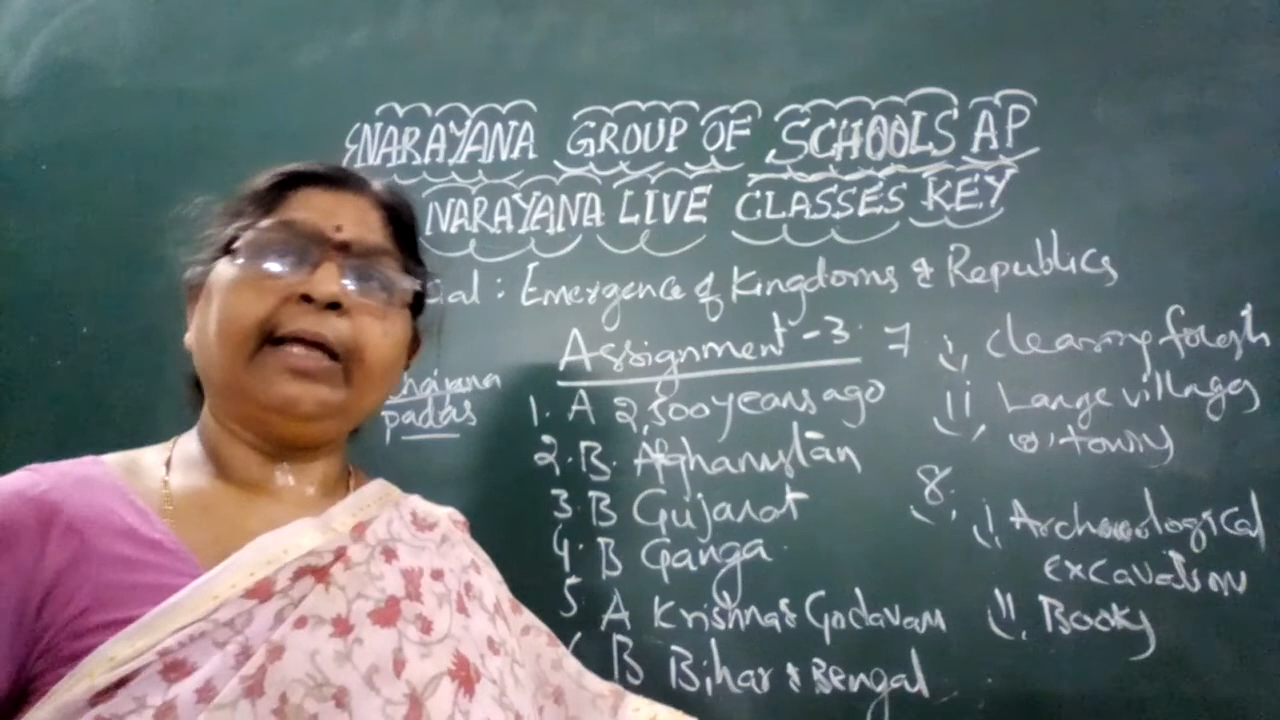 NARAYANA GROUP OF SCHOOLS AP
NARAYANA LIVE CLASSES KEY
: Emergence of Kingdoms & Republics
Assignment - 3
padas
1. A 2,500 years ago
2. B. Afghanistan
3. B Gujarat
4. B Ganga
5 A Krishna & Godavari
B Bihar & Bengal
7 i, Clearing forests
ii, Large villages
or towns
8. i, Archaeological
excavation
ii, Books